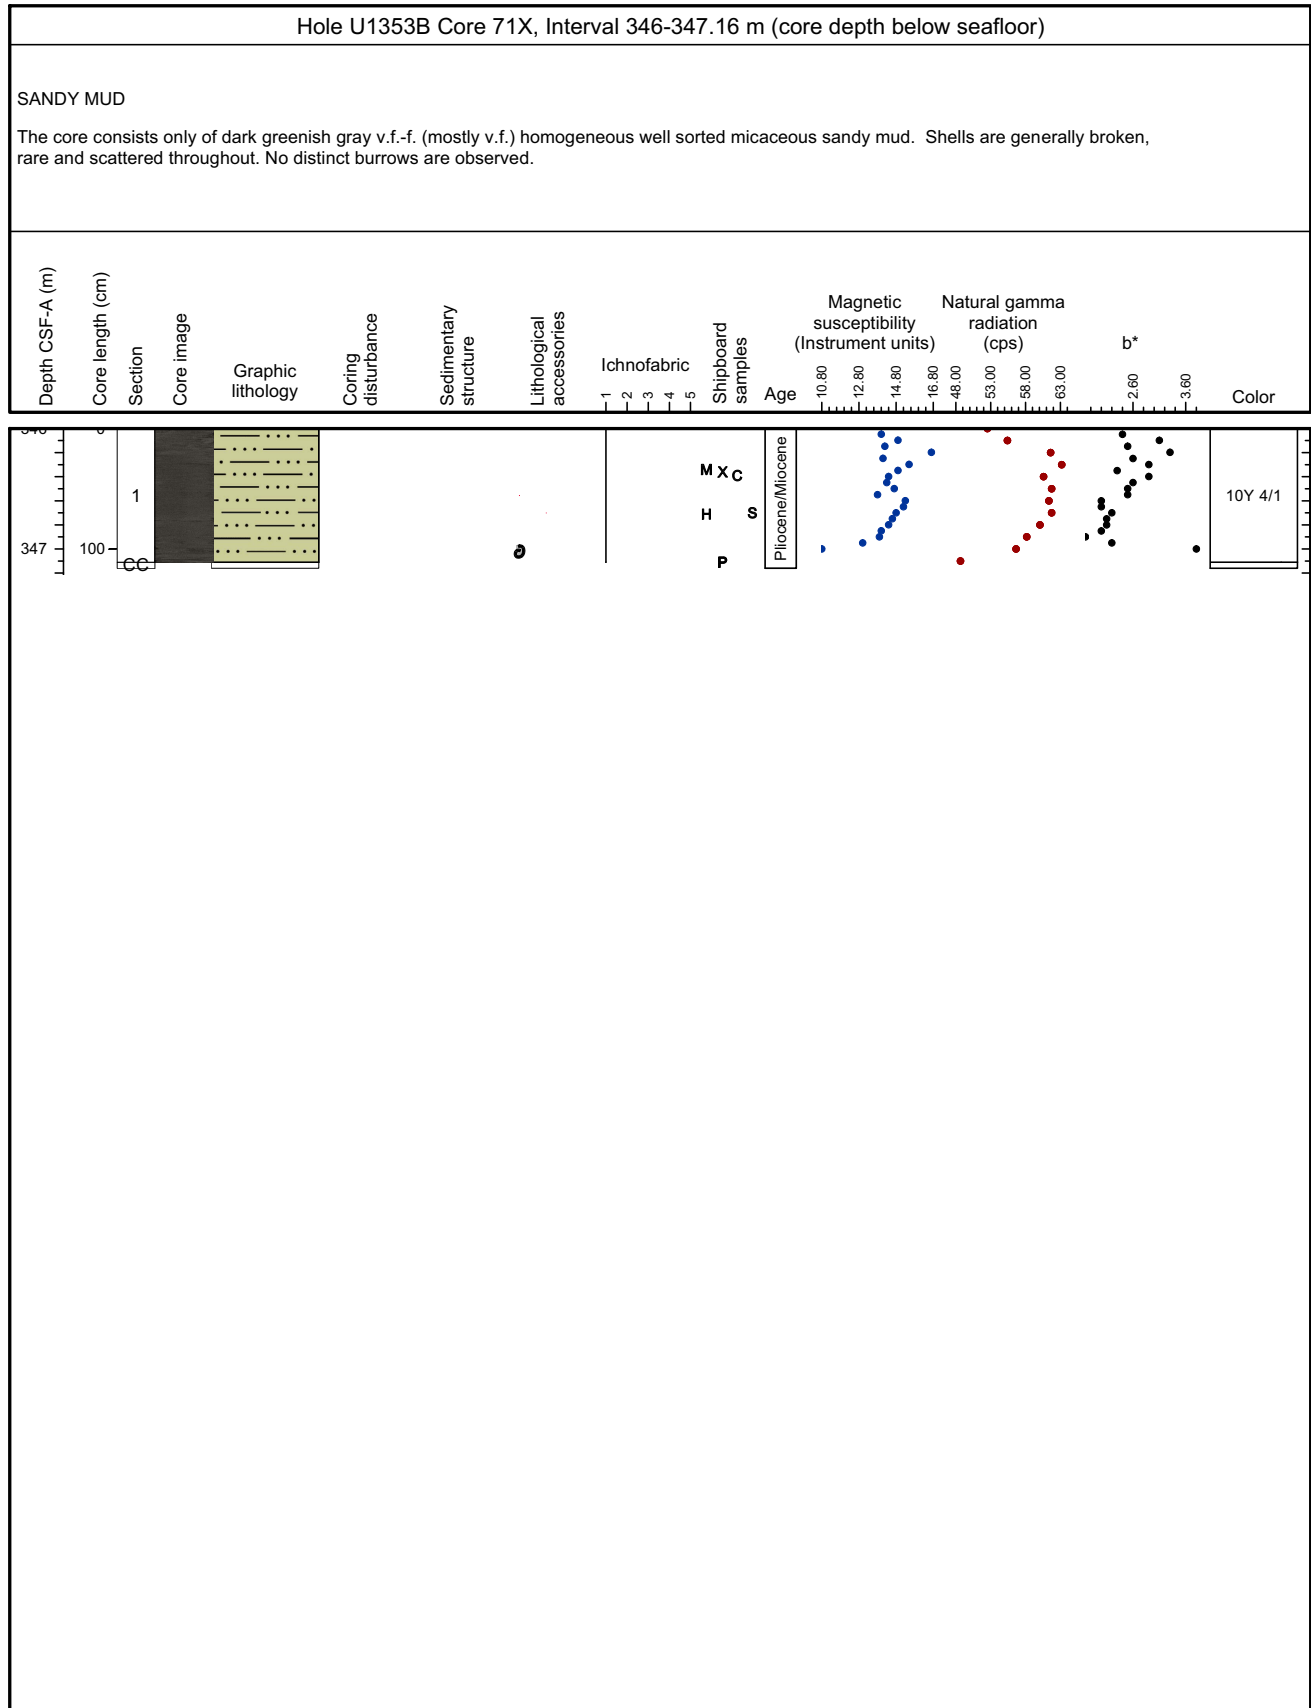 Hole U1353B Core 71X, Interval 346-347.16 m (core depth below seafloor)
SANDY MUD
The core consists only of dark greenish gray v.f.-f. (mostly v.f.) homogeneous well sorted micaceous sandy mud. Shells are generally broken,
rare and scattered throughout. No distinct burrows are observed.
Depth CSF-A (m)
Core length (cm)
Section
Core image
Graphic
lithology
Coring
disturbance
Sedimentary
structure
Lithological
accessories
Ichnofabric
1 2 3 4 5
Shipboard
samples
Age
Magnetic
susceptibility
(Instrument units)
10.80 12.80 14.80 16.80
Natural gamma
radiation
(cps)
48.00 53.00 58.00 63.00
b*
2.60 3.60
Color
1
M X C
H S
P
Pliocene/Miocene
10Y 4/1
347
100
CC